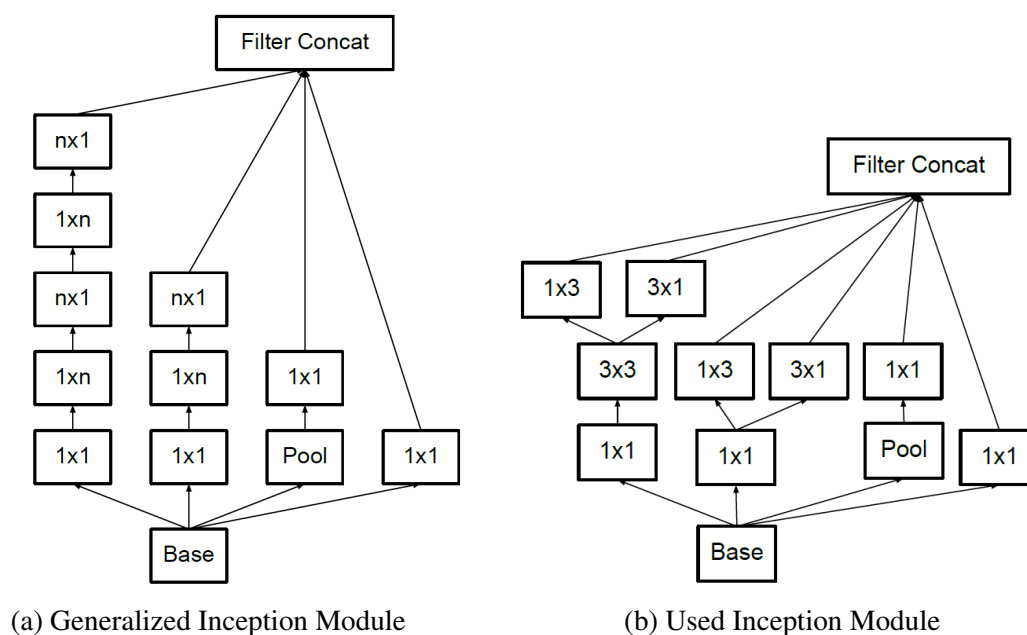 Filter Concat
nx1
1xn
nx1
nx1
1xn
1xn
1x1
1x1
1x1
Pool
1x1
Base
(a) Generalized Inception Module
Filter Concat
1x3
3x1
3x3
1x3
3x1
1x1
1x1
1x1
Pool
1x1
Base
(b) Used Inception Module